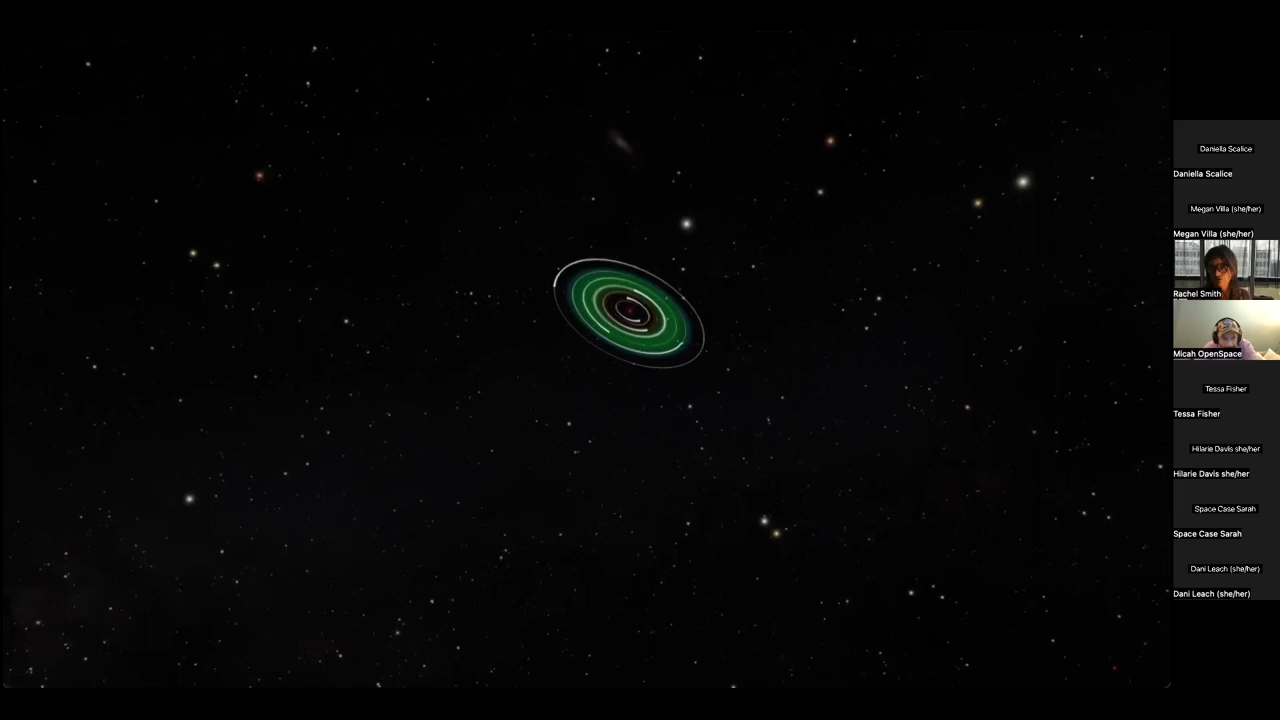 Daniella Scalice
Daniella Scalice
Megan Villa (she/her)
Megan Villa (she/her)
Rachel Smith
Micah OpenSpace
Tessa Fisher
Tessa Fisher
Hilarie Davis she/her
Hilarie Davis she/her
Space Case Sarah
Space Case Sarah
Dani Leach (she/her)
Dani Leach (she/her)